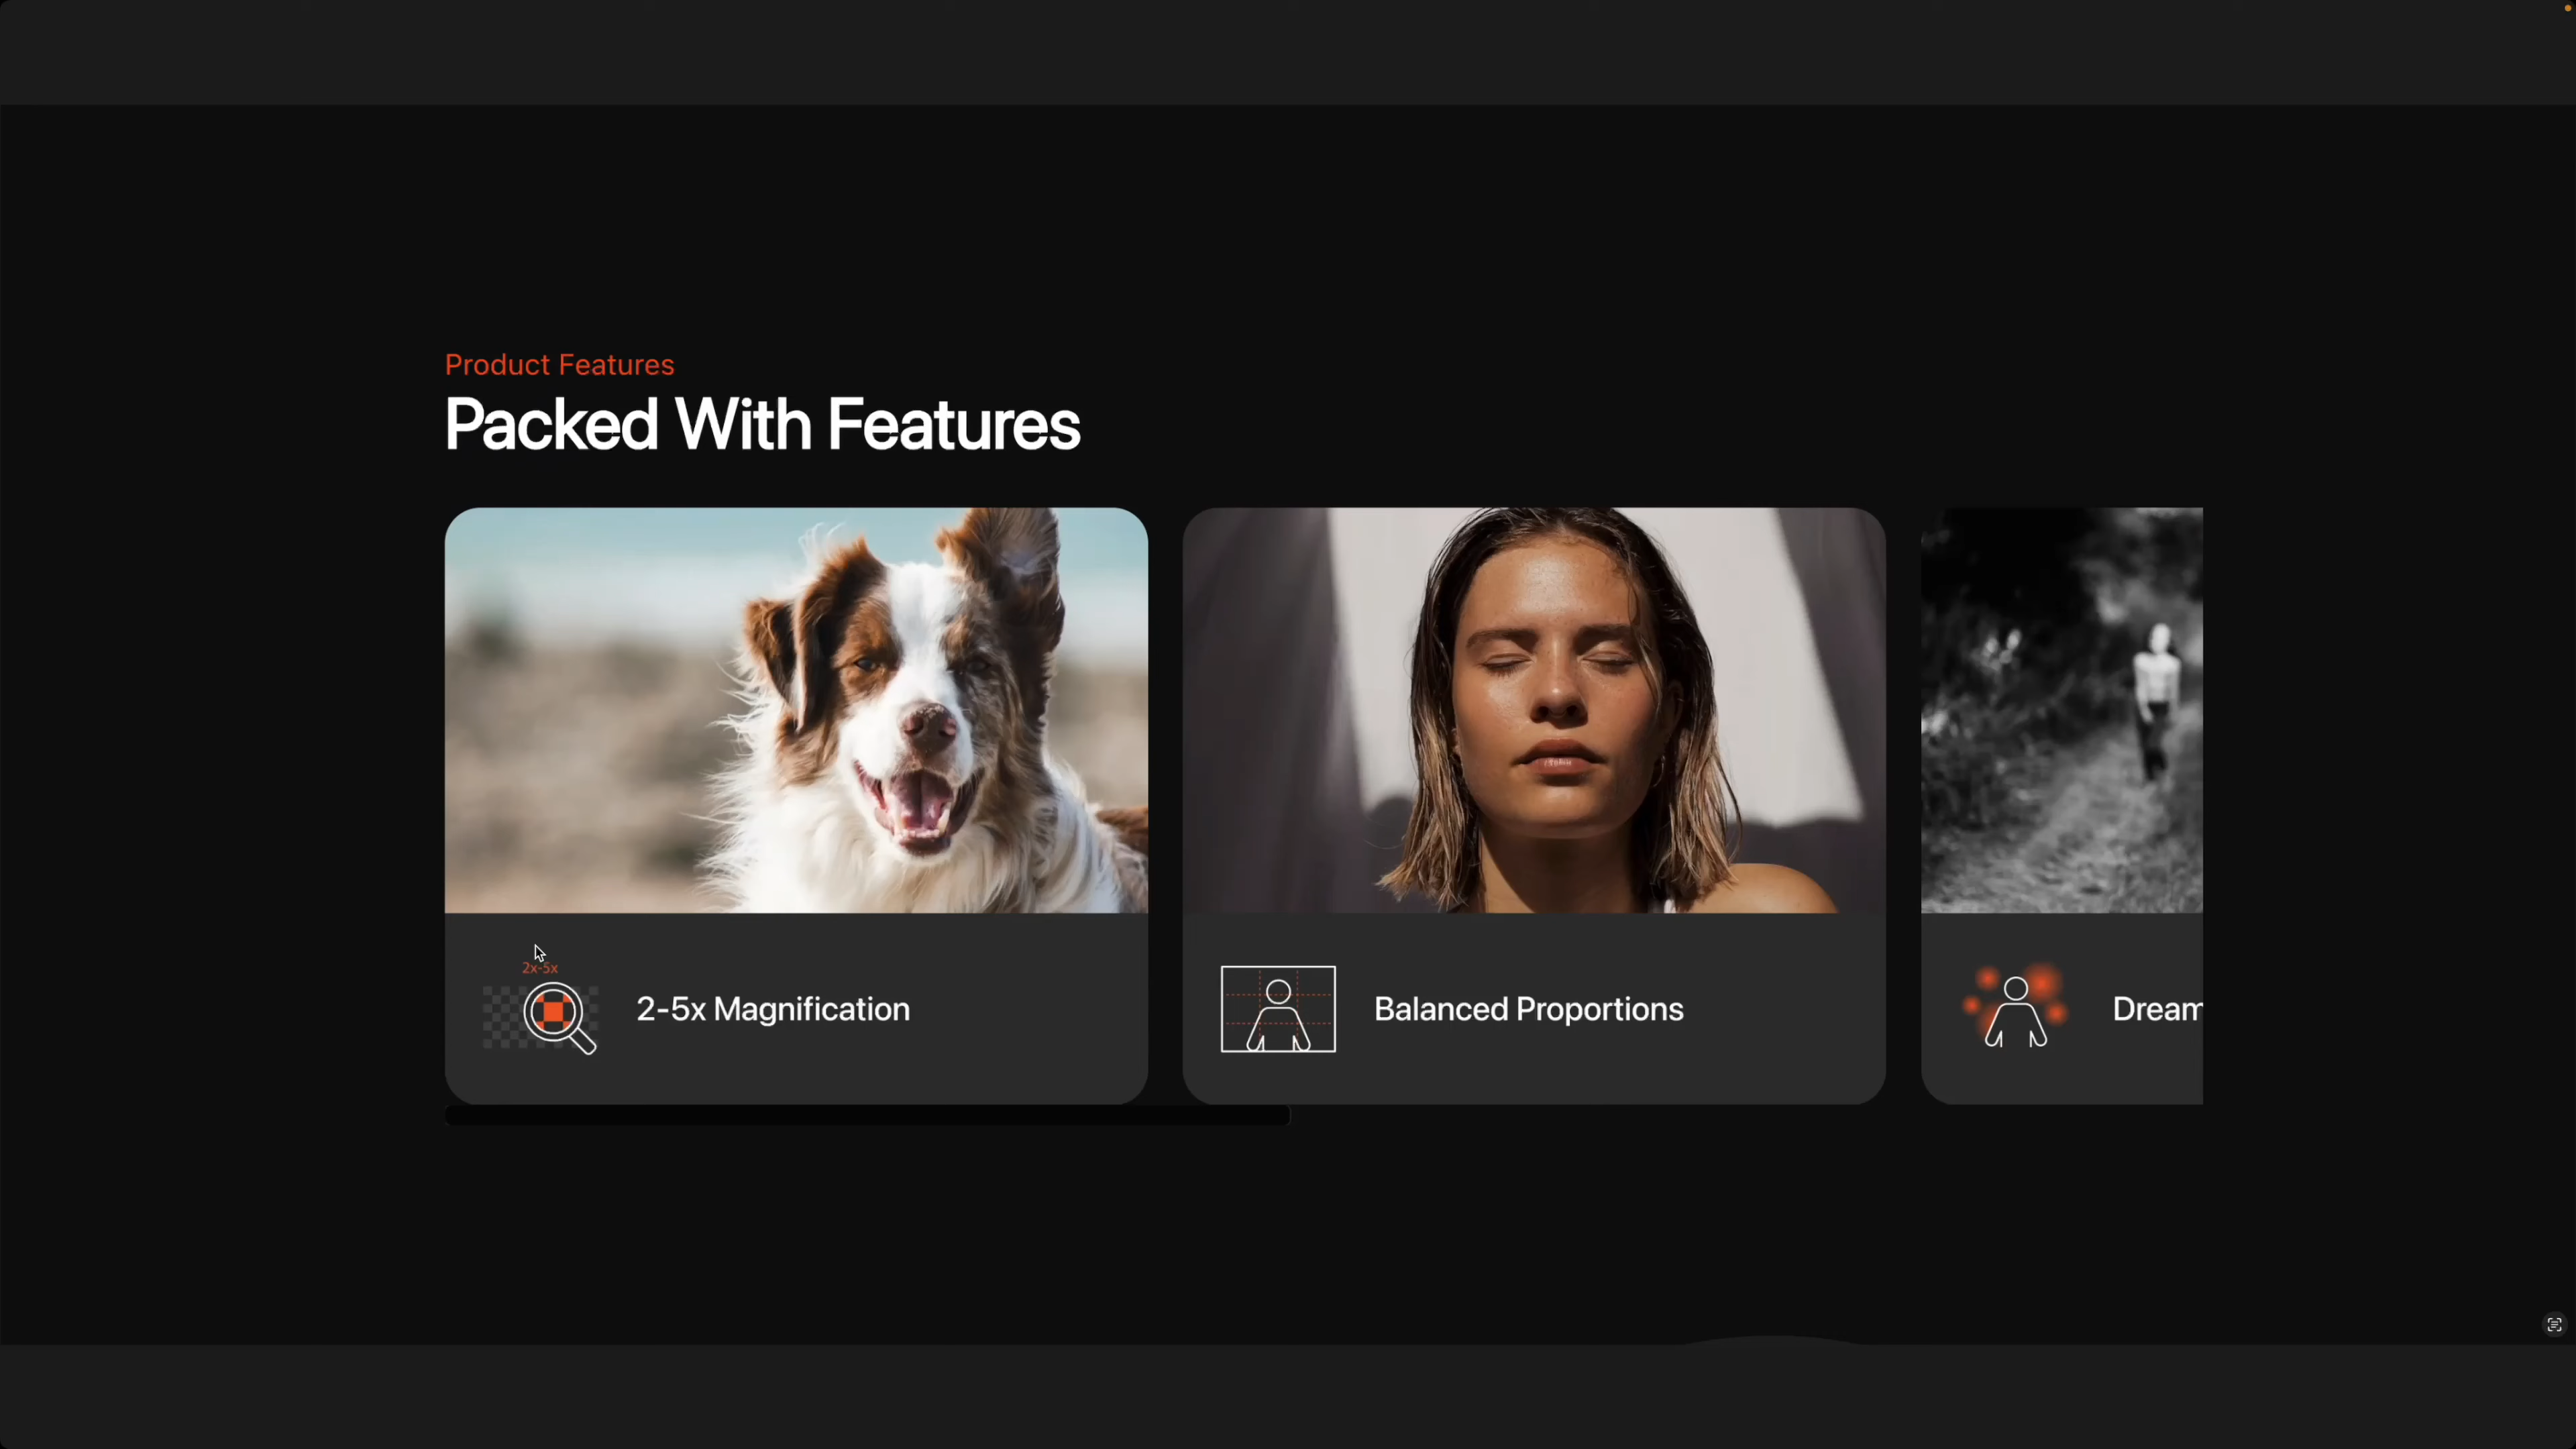 Product Features
Packed With Features
2x-5x
2-5x Magnification
Balanced Proportions
Dream